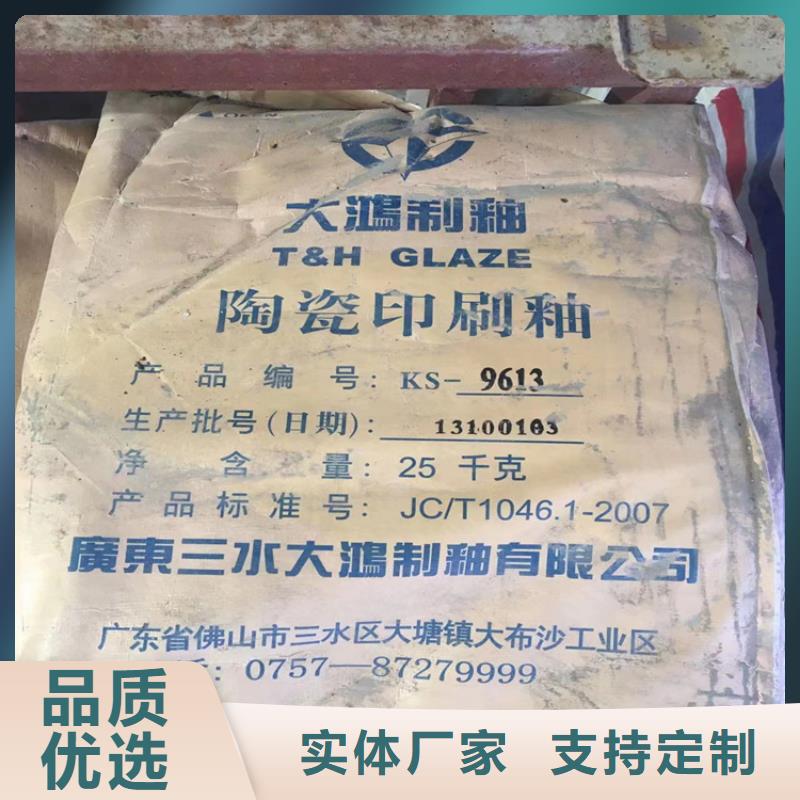 OPEN
大鴻制釉
T&H GLAZE
陶瓷印刷釉
产品编号: KS-9613
生产批号(日期): 13100103
净含量: 25 千克
产品标准号: JC/T1046.1-2007
廣東三水大鴻制釉有限公司
广东省佛山市三水区大塘镇大布沙工业区
: 0757—87279999
品质
优选
实体厂家 支持定制